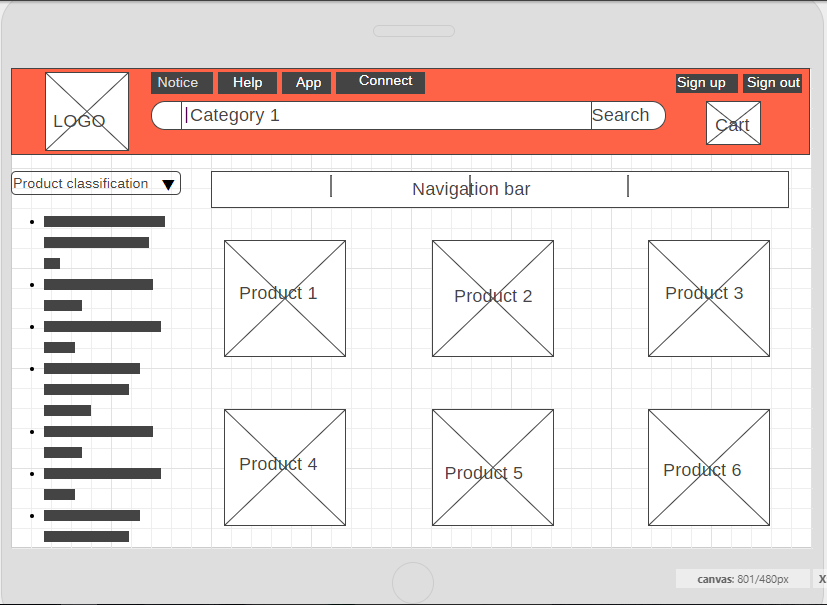 Notice Help App Connect Sign up Sign out
LOGO Category 1 Search Cart
Product classification Navigation bar
Product 1 Product 2 Product 3
Product 4 Product 5 Product 6
canvas: 801/480px X